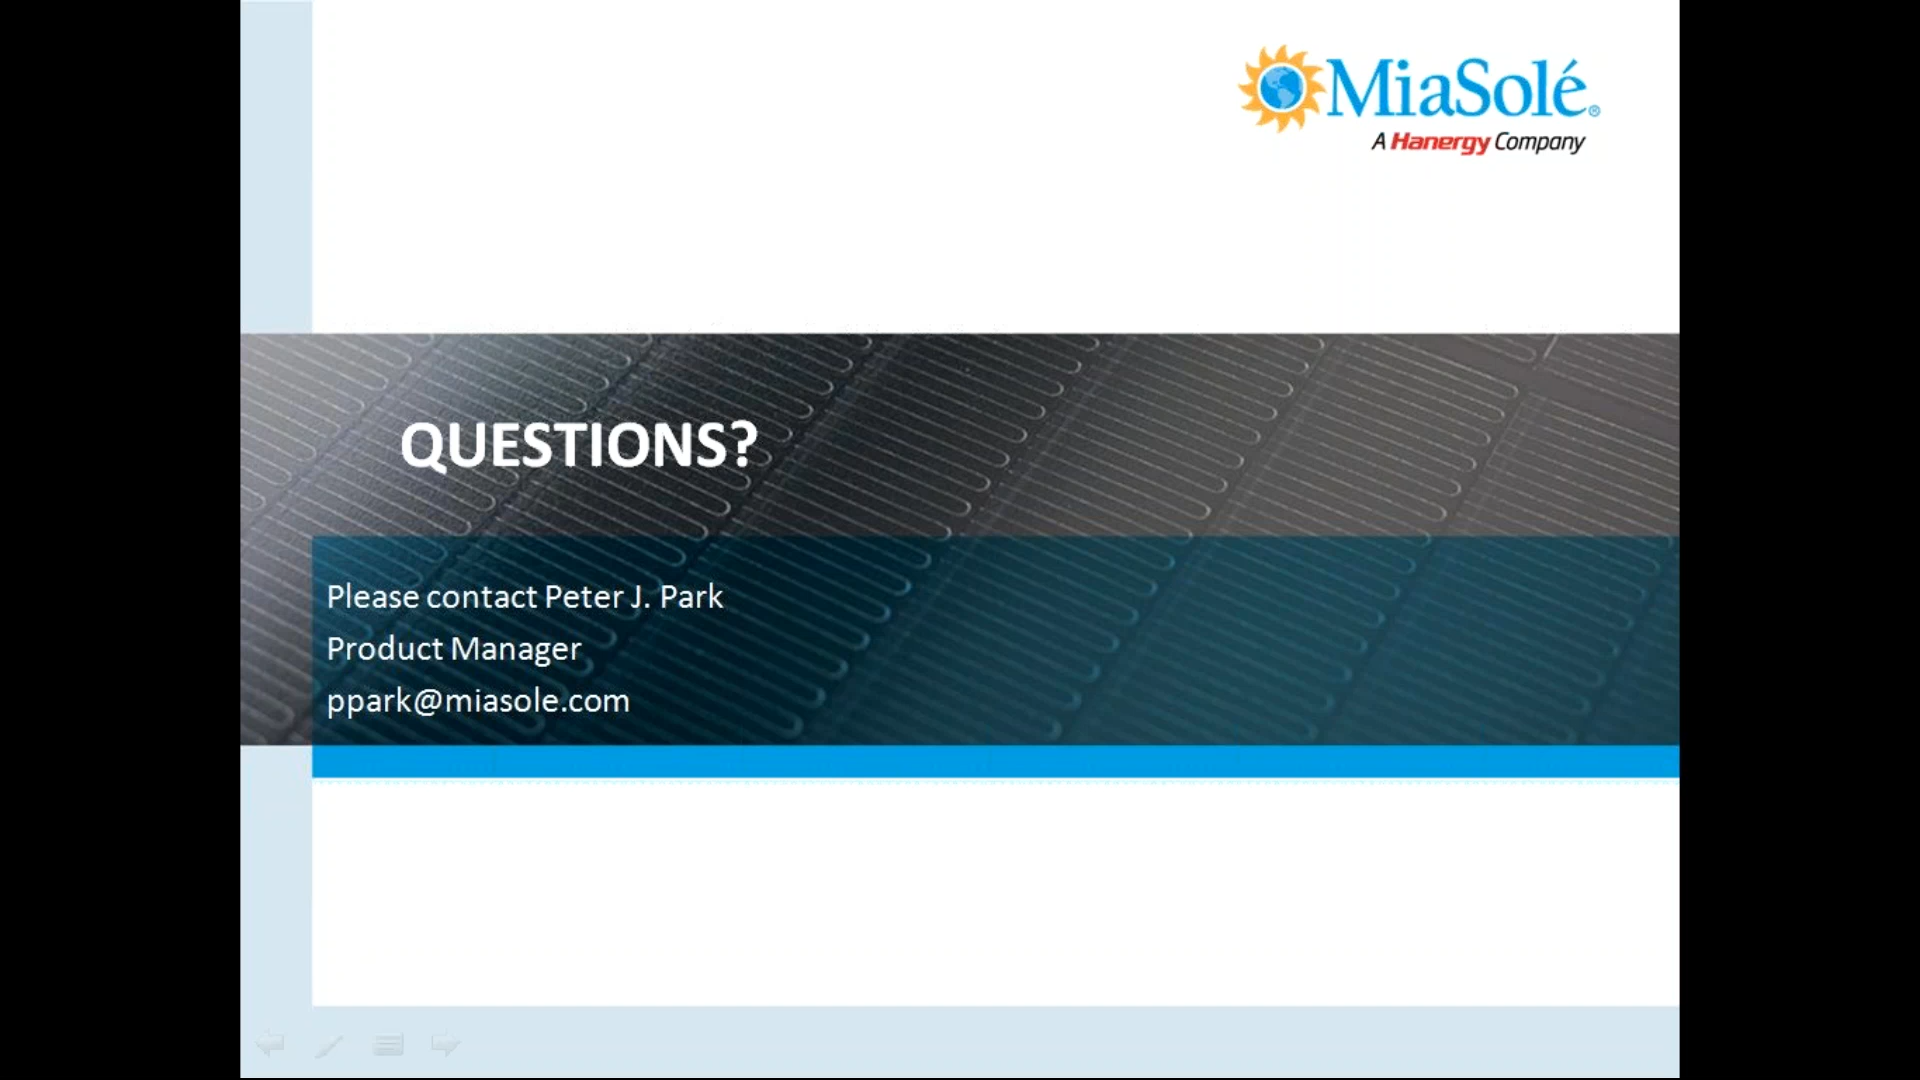 MiaSolé®
A Hanergy Company
QUESTIONS?
Please contact Peter J. Park
Product Manager
ppark@miasole.com